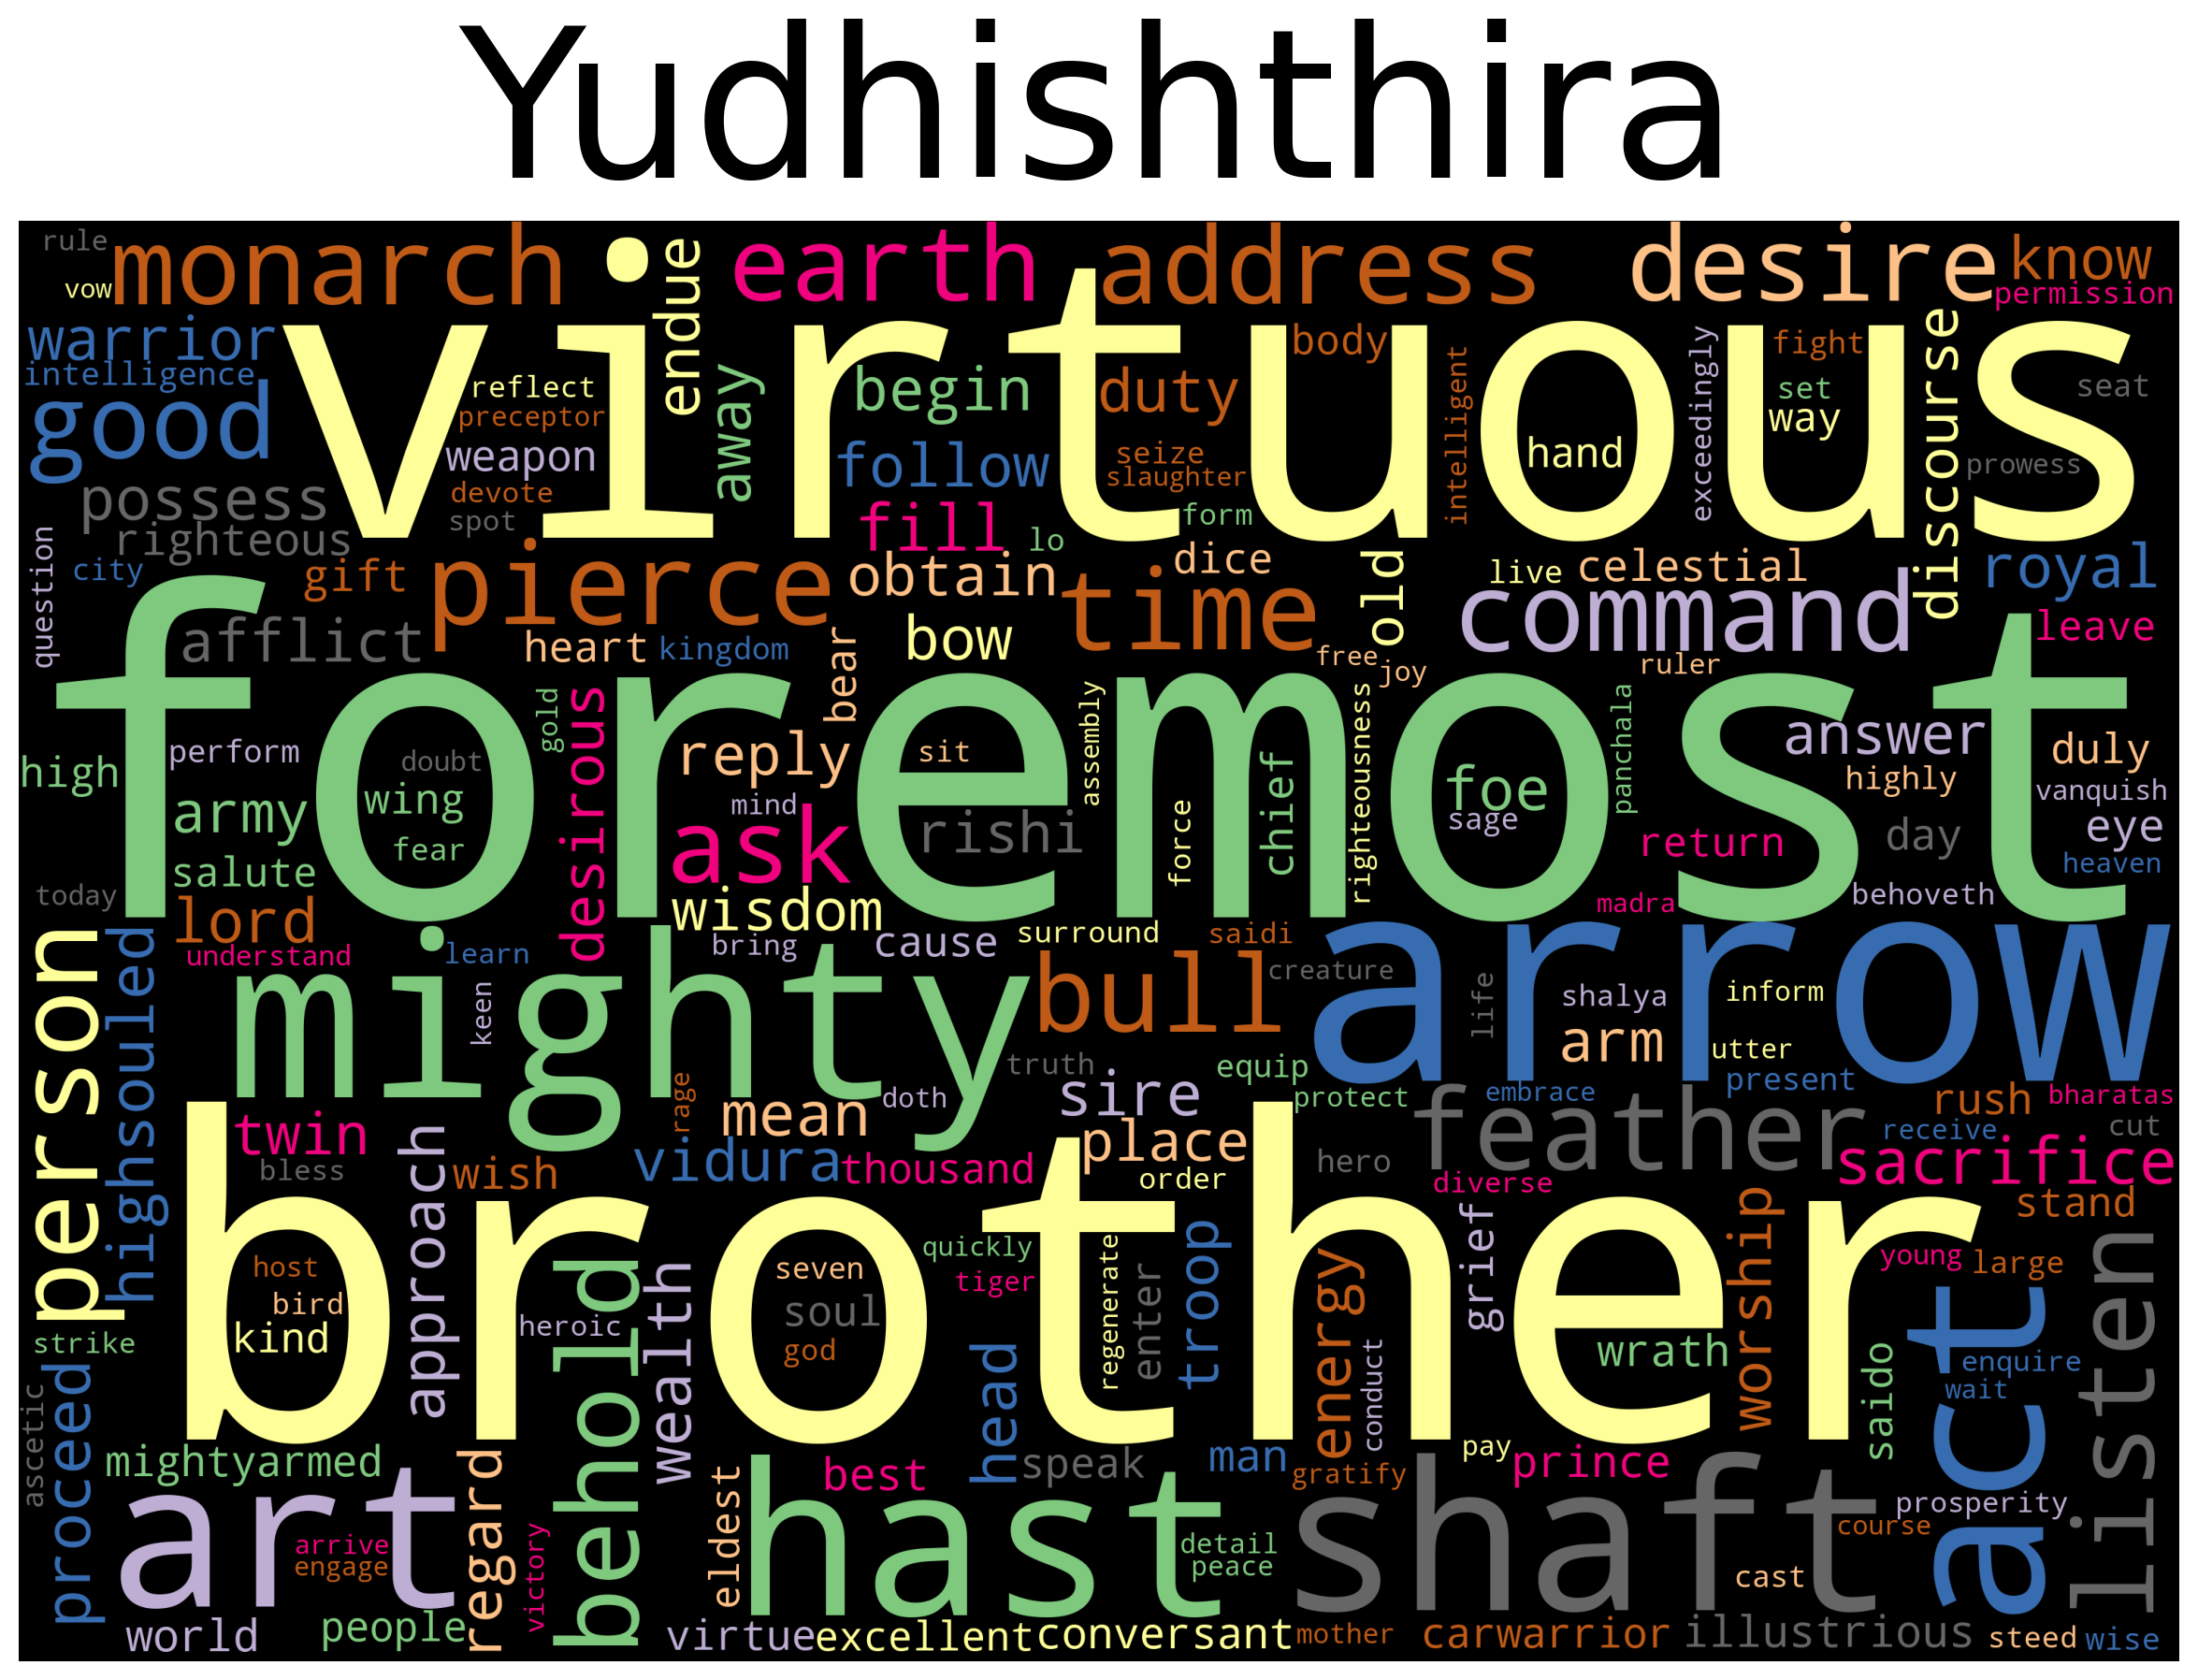 Yudhishthira
rule
monarch
earth
address
desire
know
vow
endue
permission
warrior
virtuous
body
exceedingly
fight
discourse
intelligence
reflect
away
begin
duty
intelligent
set
seat
good
preceptor
way
weapon
follow
seize
hand
prowess
possess
devote
slaughter
spot
fill
form
righteous
lo
question
city
gift
pierce
obtain
time
dice
old
live
celestial
royal
command
afflict
heart
kingdom
bear
bow
free
joy
ruler
leave
foremost
gold
desirous
assembly
righteousness
panchala
high
perform
doubt
reply
sit
answer
duly
wing
mind
chief
foe
highly
vanquish
army
ask
force
sage
fear
rishi
return
day
eye
salute
heaven
today
wisdom
madra
behoveth
lord
person
highsouled
understand
learn
bring
cause
surround
saidi
arrow
mighty
keen
bull
creature
life
shalya
inform
truth
arm
utter
rage
doth
equip
protect
embrace
present
sire
feather
rush
bharatas
twin
mean
receive
cut
approach
bless
wish
vidura
thousand
place
order
hero
diverse
sacrifice
brother
troop
grief
worship
stand
listen
host
behold
wealth
seven
quickly
regenerate
enter
energy
young
large
bird
soul
tiger
act
strike
kind
heroic
god
head
conduct
wrath
saido
enquire
wait
ascetic
proceed
mightyarmed
regard
eldest
best
speak
man
gratify
pay
prince
art
hast
shaft
prosperity
arrive
engage
victory
detail
peace
course
cast
world
people
virtue
excellent
conversant
mother
carwarrior
illustrious
steed
wise